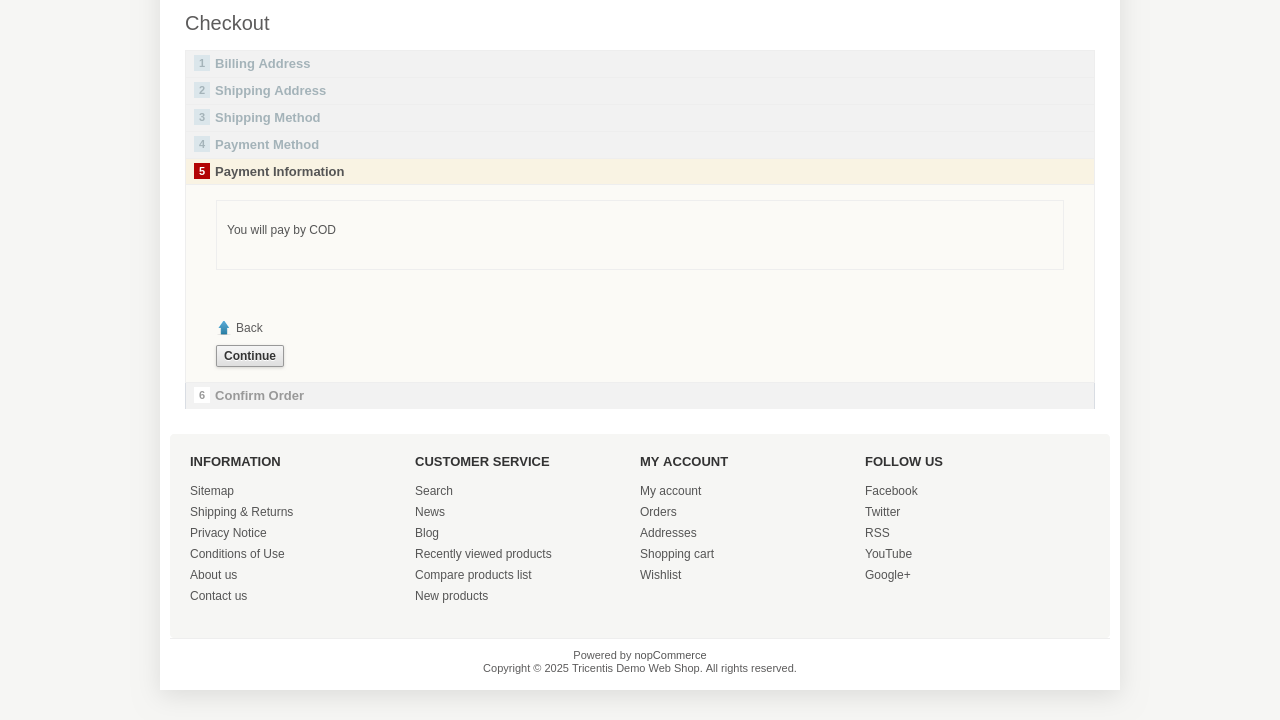 Checkout
1 Billing Address
2 Shipping Address
3 Shipping Method
4 Payment Method
5 Payment Information
You will pay by COD
Back
Continue
6 Confirm Order
INFORMATION
Sitemap
Shipping & Returns
Privacy Notice
Conditions of Use
About us
Contact us
CUSTOMER SERVICE
Search
News
Blog
Recently viewed products
Compare products list
New products
MY ACCOUNT
My account
Orders
Addresses
Shopping cart
Wishlist
FOLLOW US
Facebook
Twitter
RSS
YouTube
Google+
Powered by nopCommerce
Copyright © 2025 Tricentis Demo Web Shop. All rights reserved.